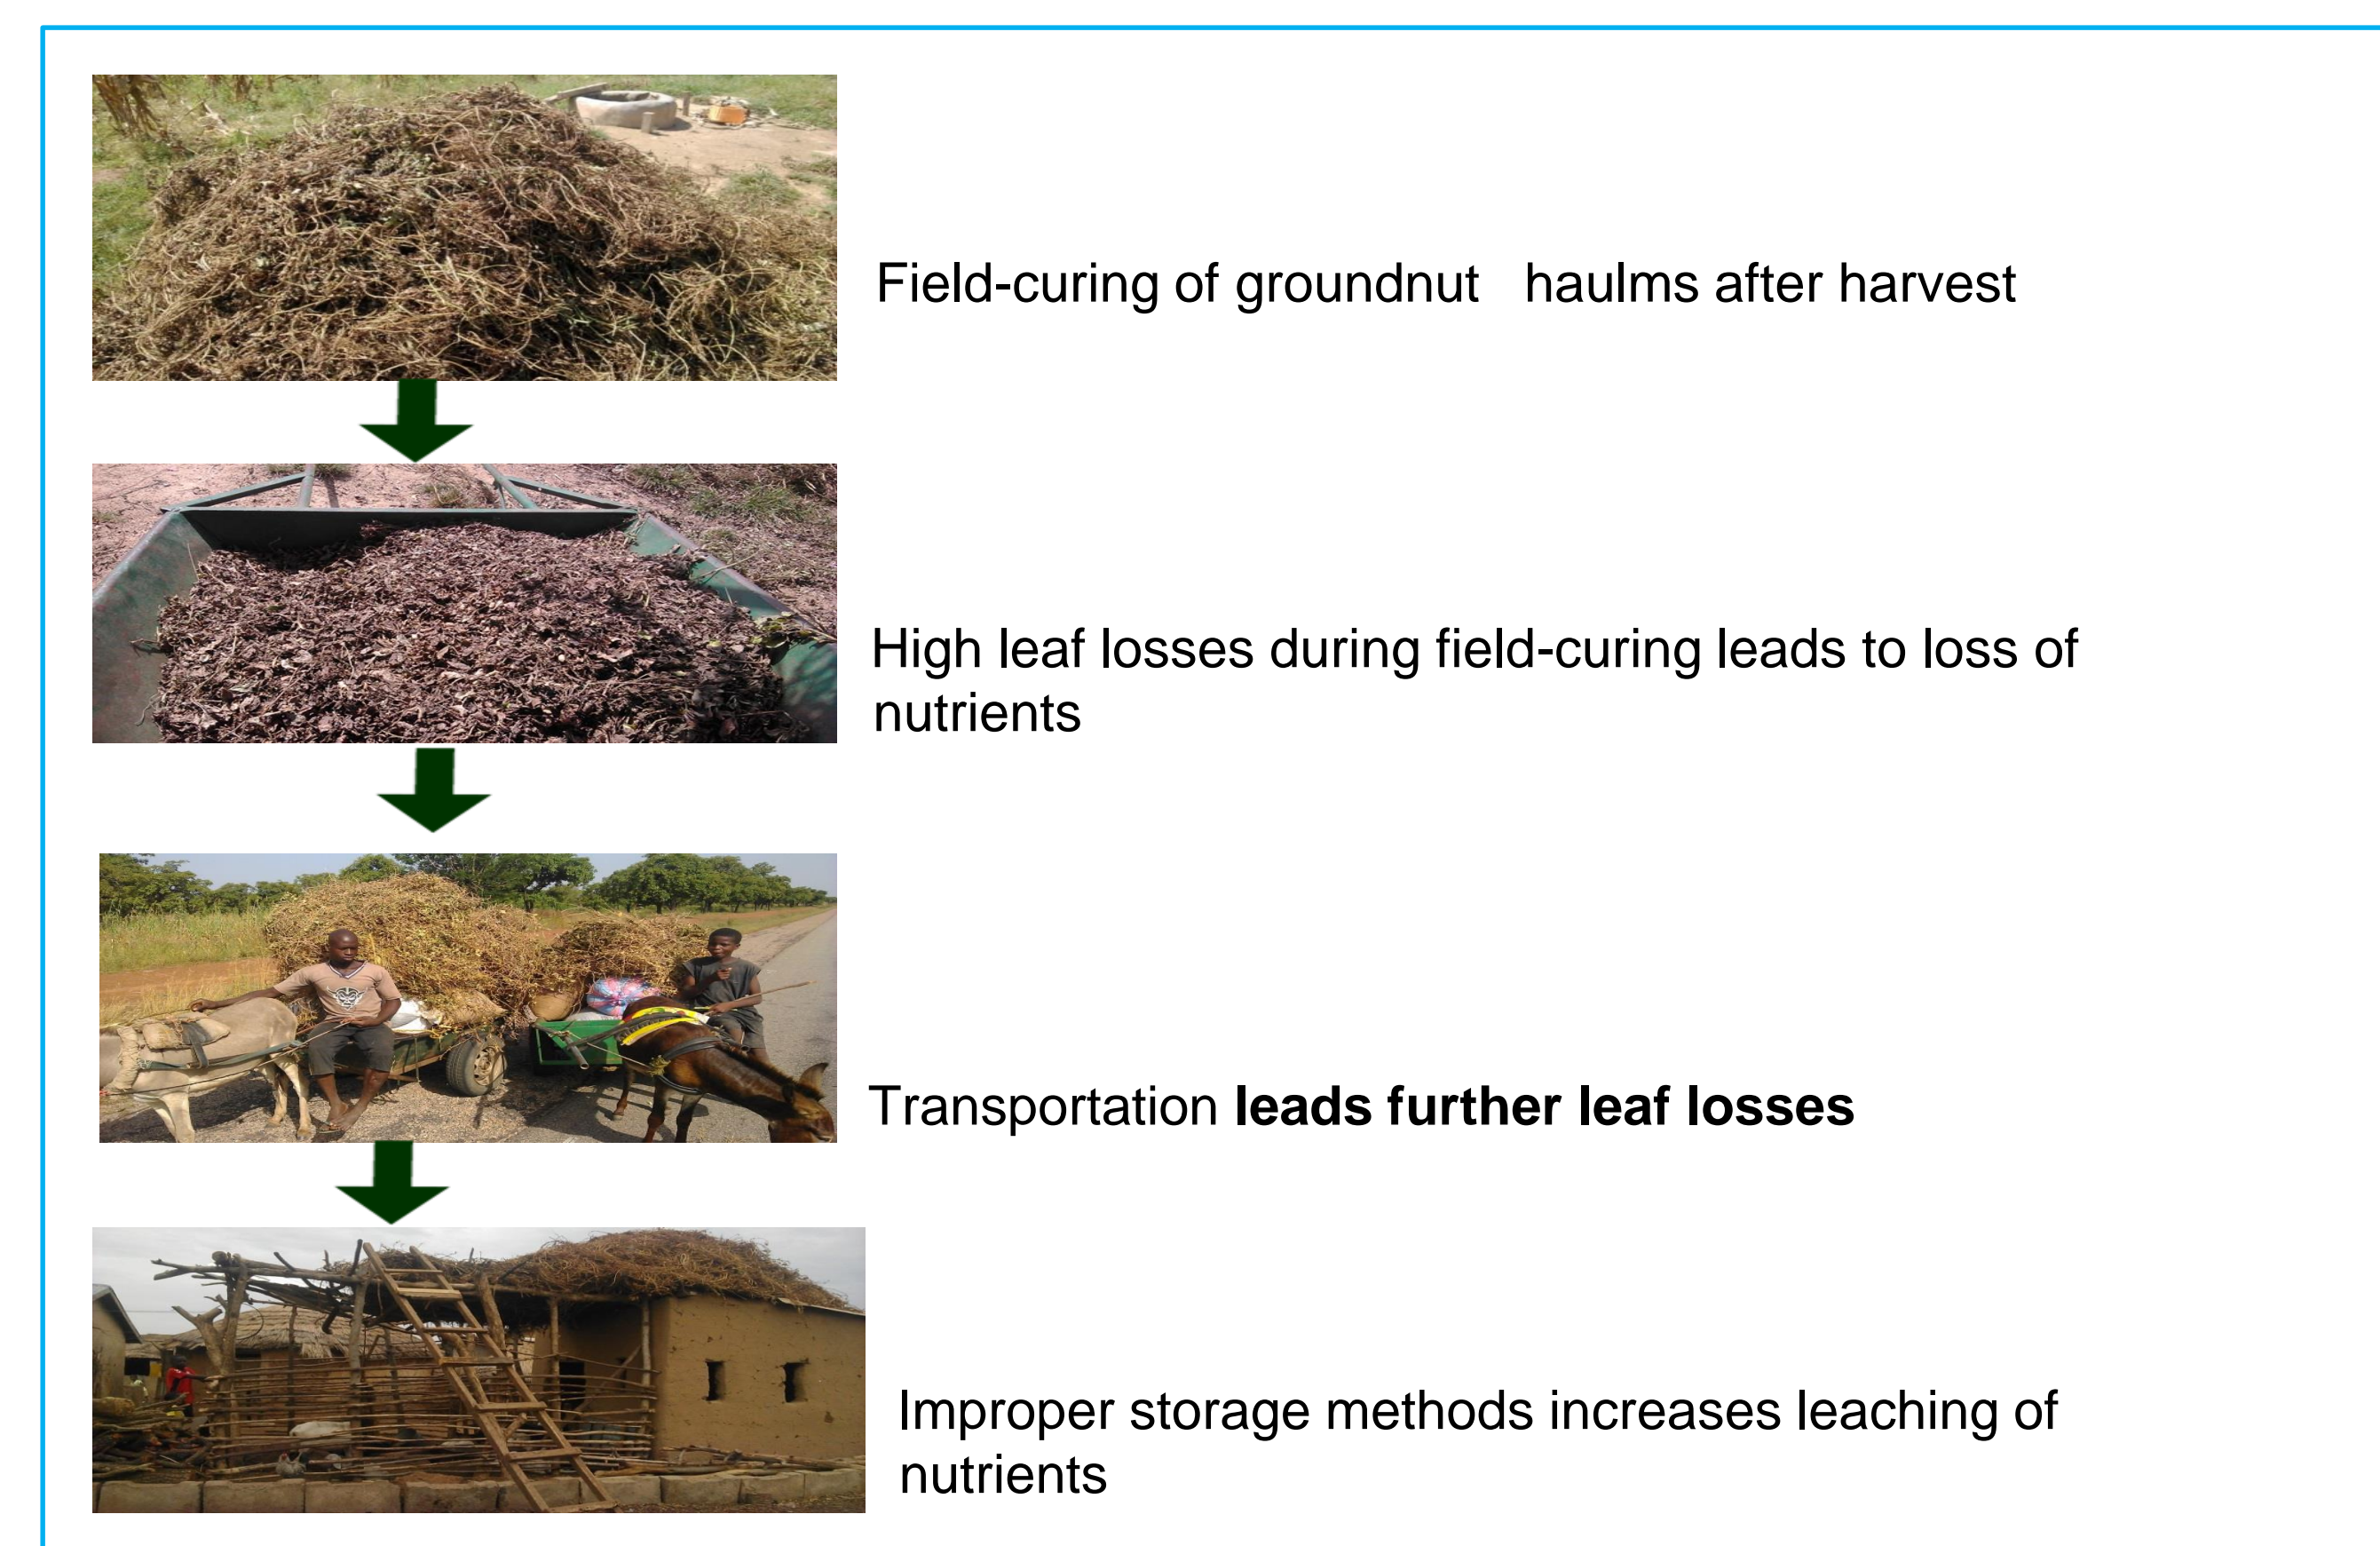 Field-curing of groundnut   haulms after harvest
High leaf losses during field-curing leads to loss of
nutrients
Transportation leads further leaf losses
Improper storage methods increases leaching of
nutrients